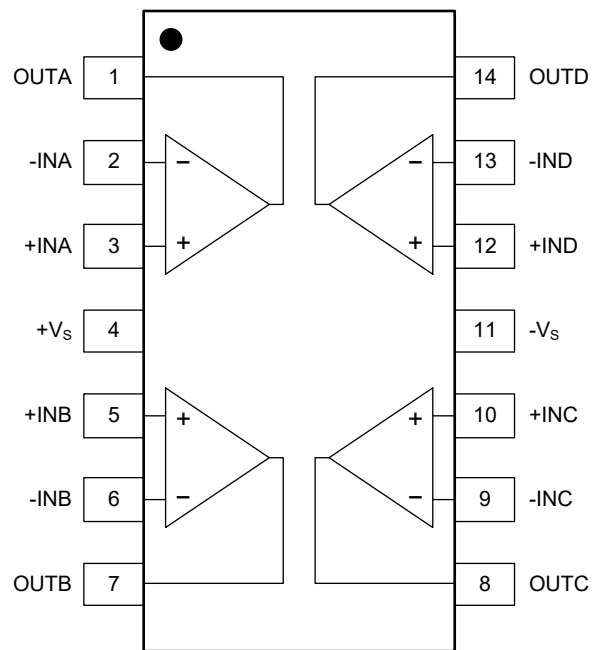 OUTA 1 14 OUTD
-INA 2 − − 13 -IND
+INA 3 + + 12 +IND
+VS 4 11 -VS
+INB 5 + + 10 +INC
-INB 6 − − 9 -INC
OUTB 7 8 OUTC